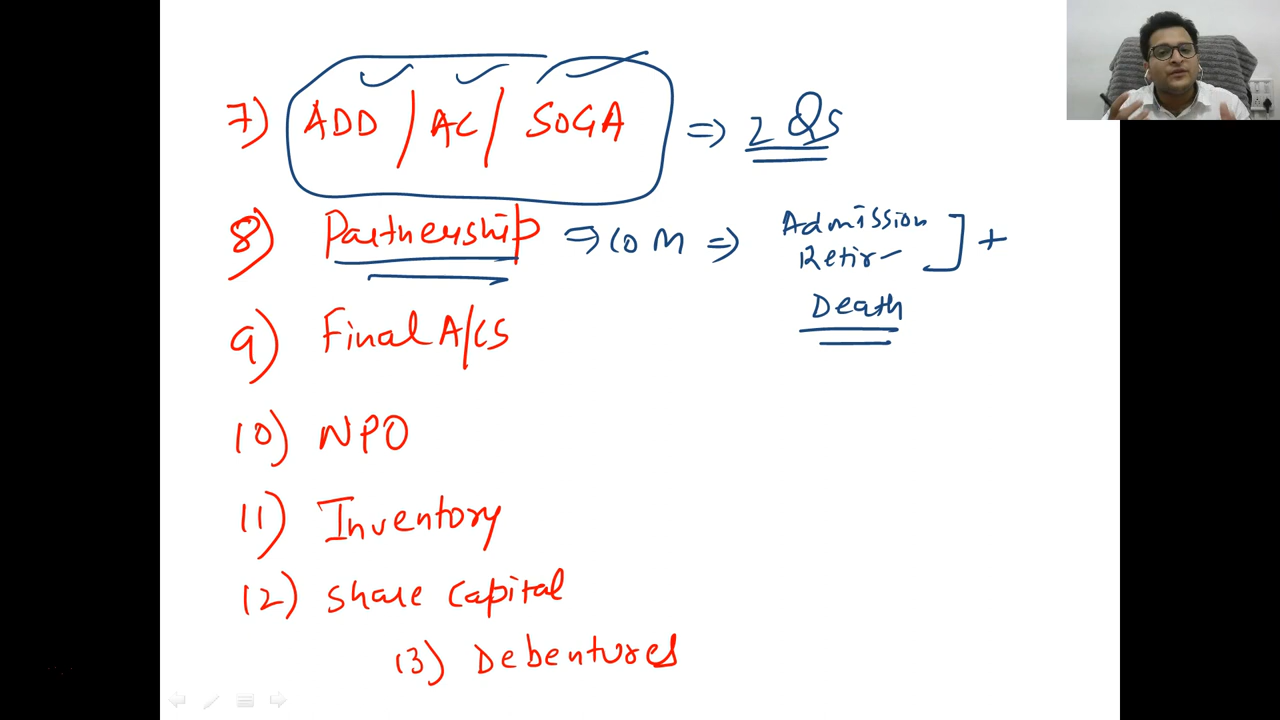 7) ADD / AC / SOGA => 2 QS
8) Partnership => 10 M => Admission
Retir - ] +
Death
9) Final A/CS
10) NPO
11) Inventory
12) Share Capital
13) Debentures